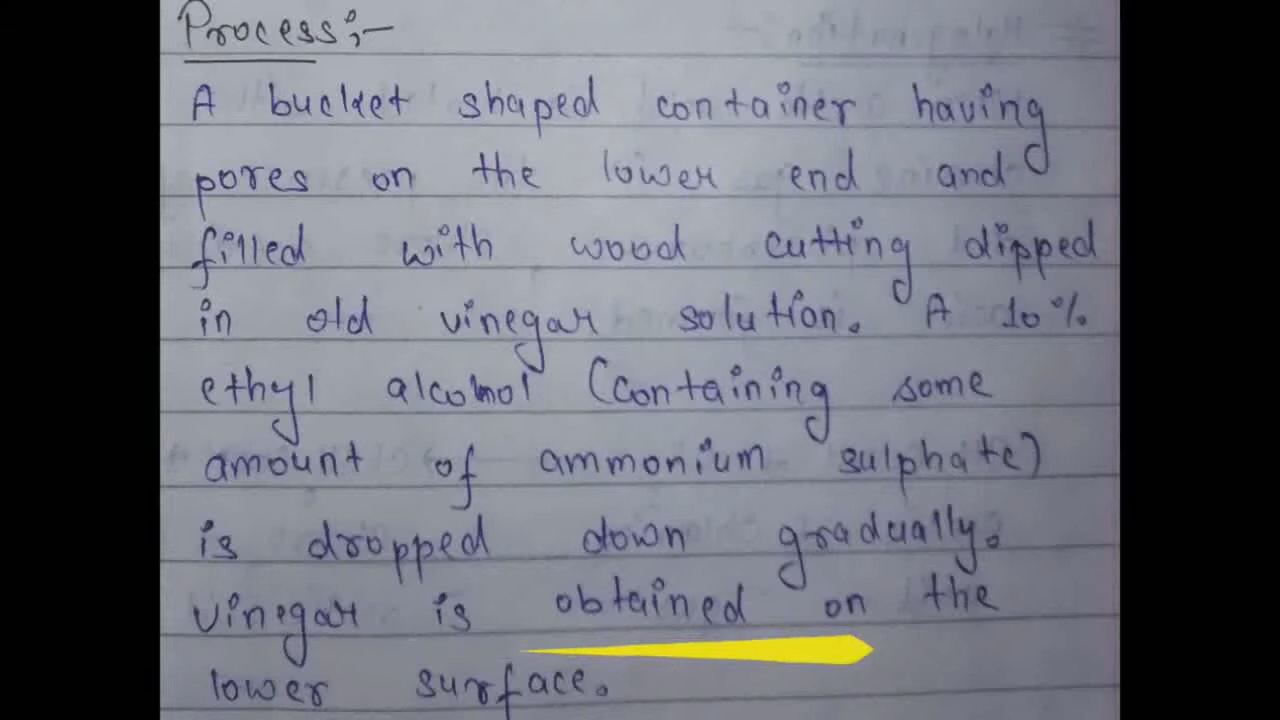 Process:-
A bucket shaped container having
pores on the lower end and
filled with wood cutting dipped
in old vinegar solution. A 10%
ethyl alcohol (containing some
amount of ammonium sulphate)
is dropped down gradually.
vinegar is obtained on the
lower surface.